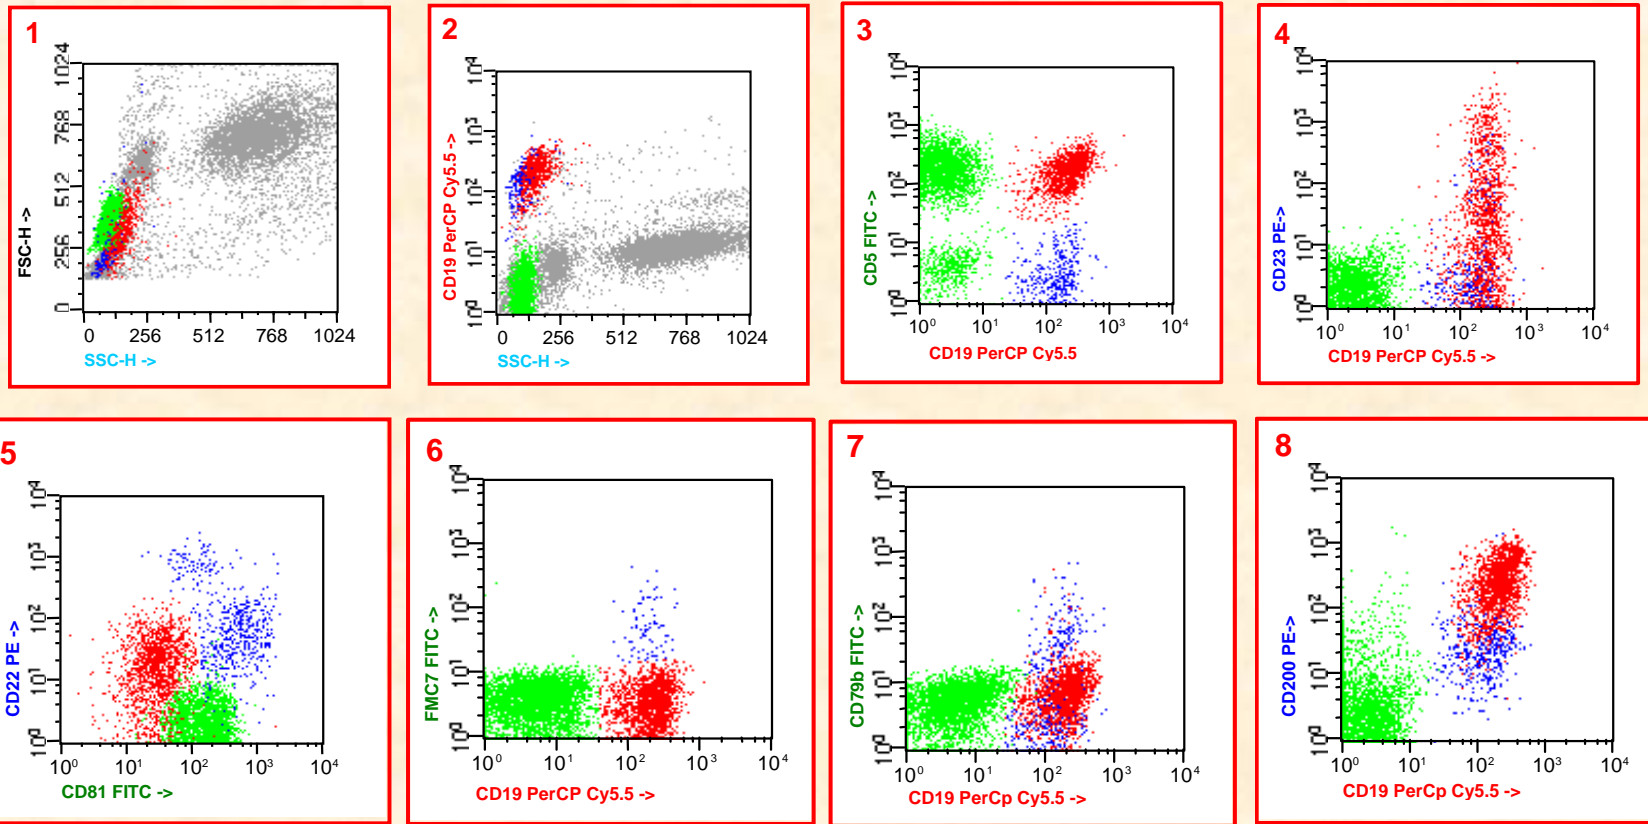 1
1024
768
512
256
0
FSC-H ->
0 256 512 768 1024
SSC-H ->
2
10⁴
10³
10²
10¹
10⁰
CD19 PerCP Cy5.5 ->
0 256 512 768 1024
SSC-H ->
3
10⁴
10³
10²
10¹
10⁰
CD5 FITC ->
10⁰ 10¹ 10² 10³ 10⁴
CD19 PerCP Cy5.5
4
10⁴
10³
10²
10¹
10⁰
CD23 PE->
10⁰ 10¹ 10² 10³ 10⁴
CD19 PerCP Cy5.5 ->
5
10⁴
10³
10²
10¹
10⁰
CD22 PE ->
10⁰ 10¹ 10² 10³ 10⁴
CD81 FITC ->
6
10⁴
10³
10²
10¹
10⁰
FMC7 FITC ->
10⁰ 10¹ 10² 10³ 10⁴
CD19 PerCP Cy5.5 ->
7
10⁴
10³
10²
10¹
10⁰
CD79b FITC ->
10⁰ 10¹ 10² 10³ 10⁴
CD19 PerCp Cy5.5 ->
8
10⁴
10³
10²
10¹
10⁰
CD200 PE->
10⁰ 10¹ 10² 10³ 10⁴
CD19 PerCp Cy5.5 ->